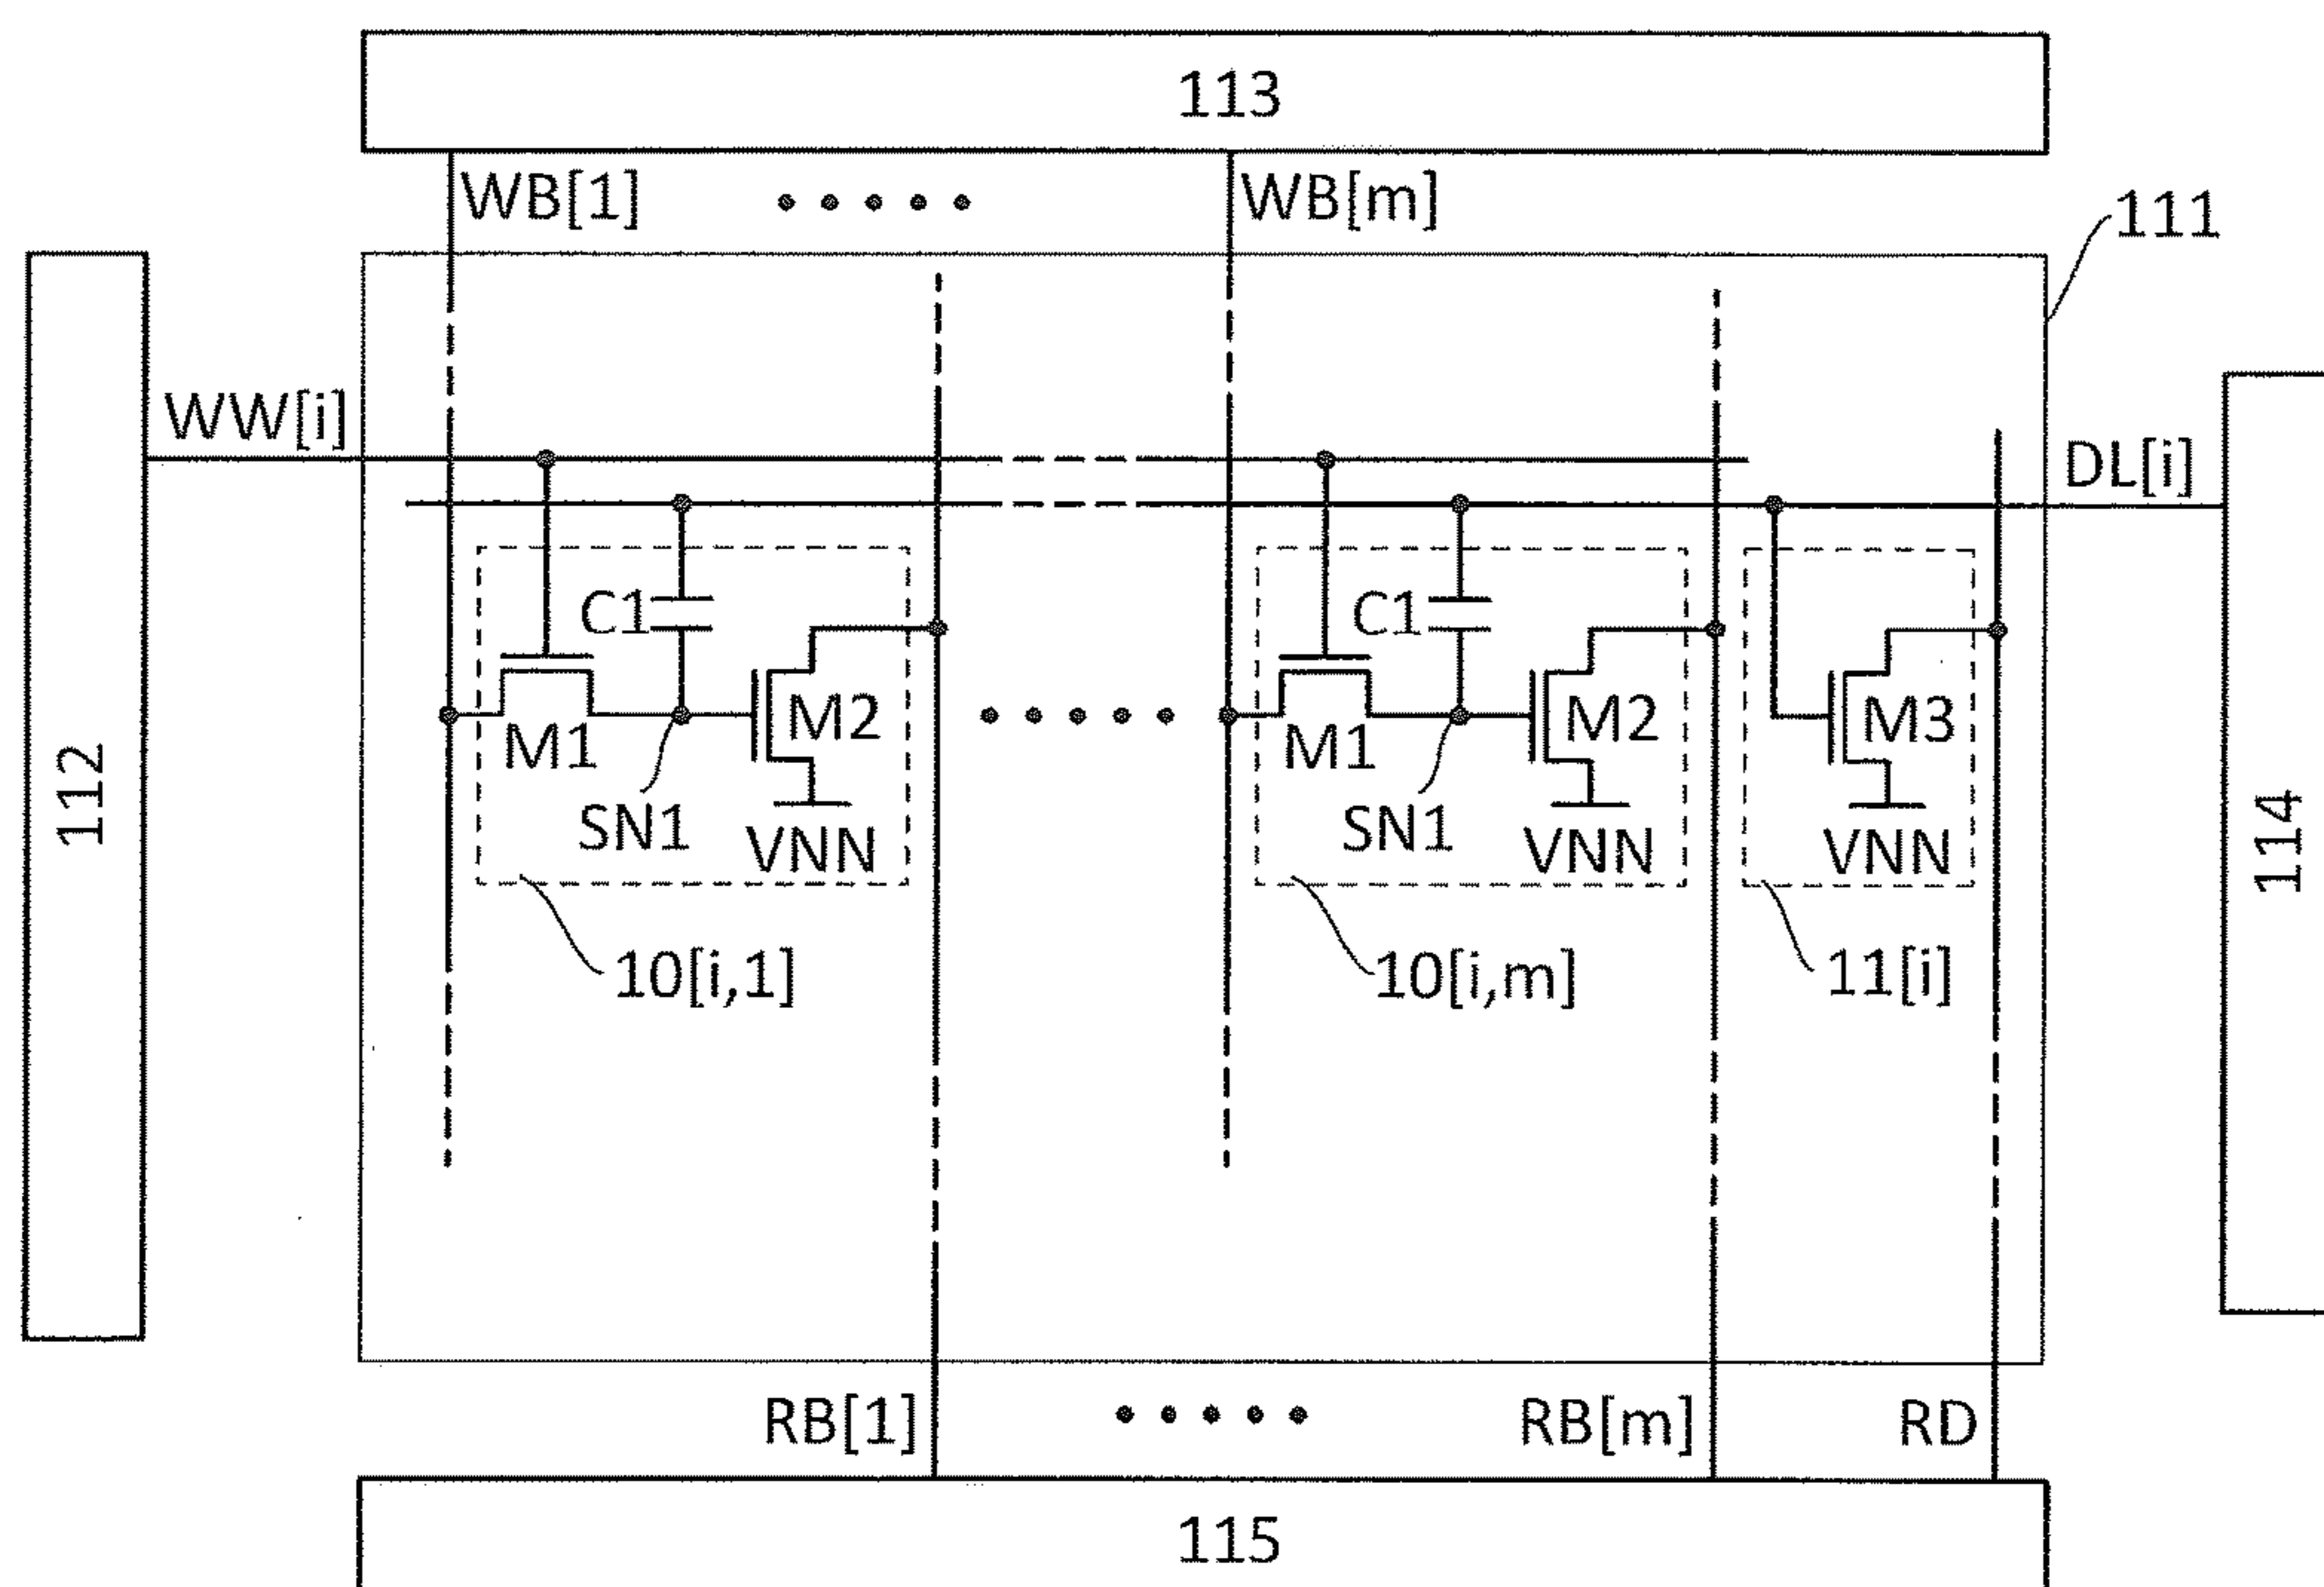 113
WB[1]
WB[m]
111
WW[i]
DL[i]
C1
C1
M1
M2
M1
M2
M3
SN1
VNN
SN1
VNN
VNN
112
114
10[i,1]
10[i,m]
11[i]
RB[1]
RB[m]
RD
115